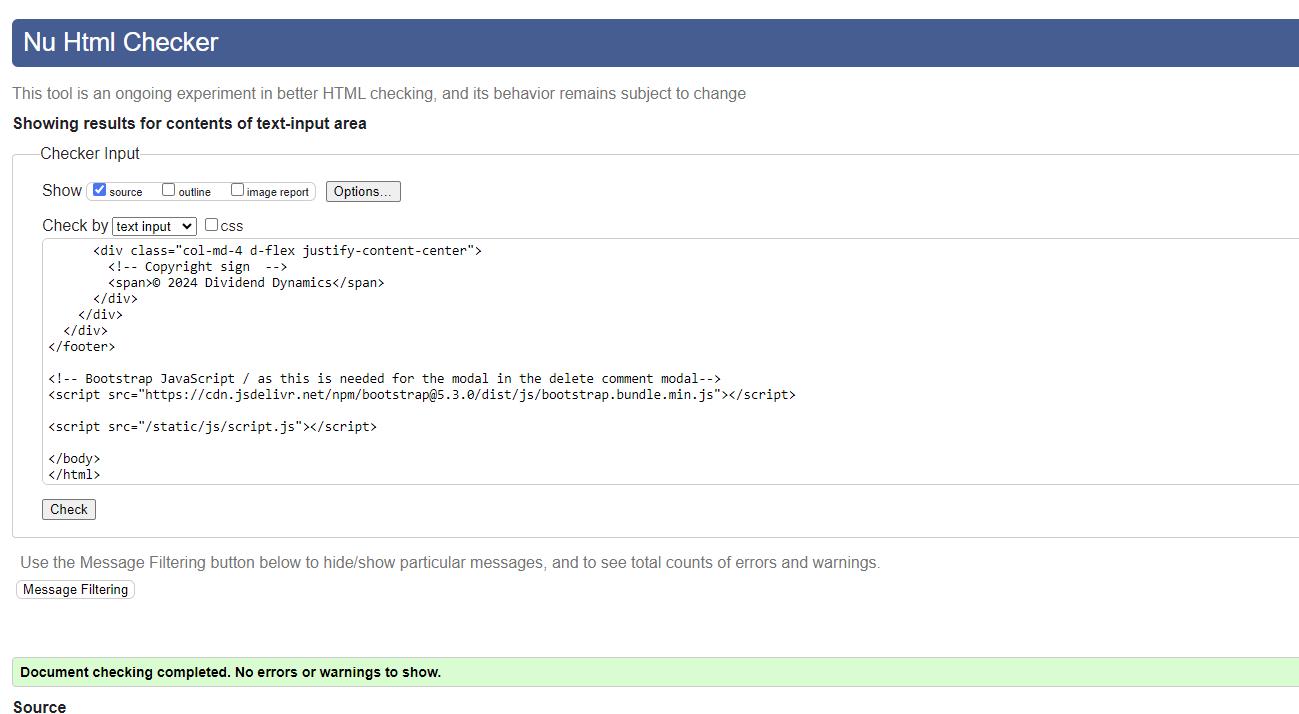 Nu Html Checker
This tool is an ongoing experiment in better HTML checking, and its behavior remains subject to change
Showing results for contents of text-input area
Checker Input
Show source outline image report Options...
Check by text input css
      <div class="col-md-4 d-flex justify-content-center">
        <!-- Copyright sign  -->
        <span>© 2024 Dividend Dynamics</span>
      </div>
    </div>
  </div>
</footer>
<!-- Bootstrap JavaScript / as this is needed for the modal in the delete comment modal-->
<script src="https://cdn.jsdelivr.net/npm/bootstrap@5.3.0/dist/js/bootstrap.bundle.min.js"></script>
<script src="/static/js/script.js"></script>
</body>
</html>
Check
Use the Message Filtering button below to hide/show particular messages, and to see total counts of errors and warnings.
Message Filtering
Document checking completed. No errors or warnings to show.
Source